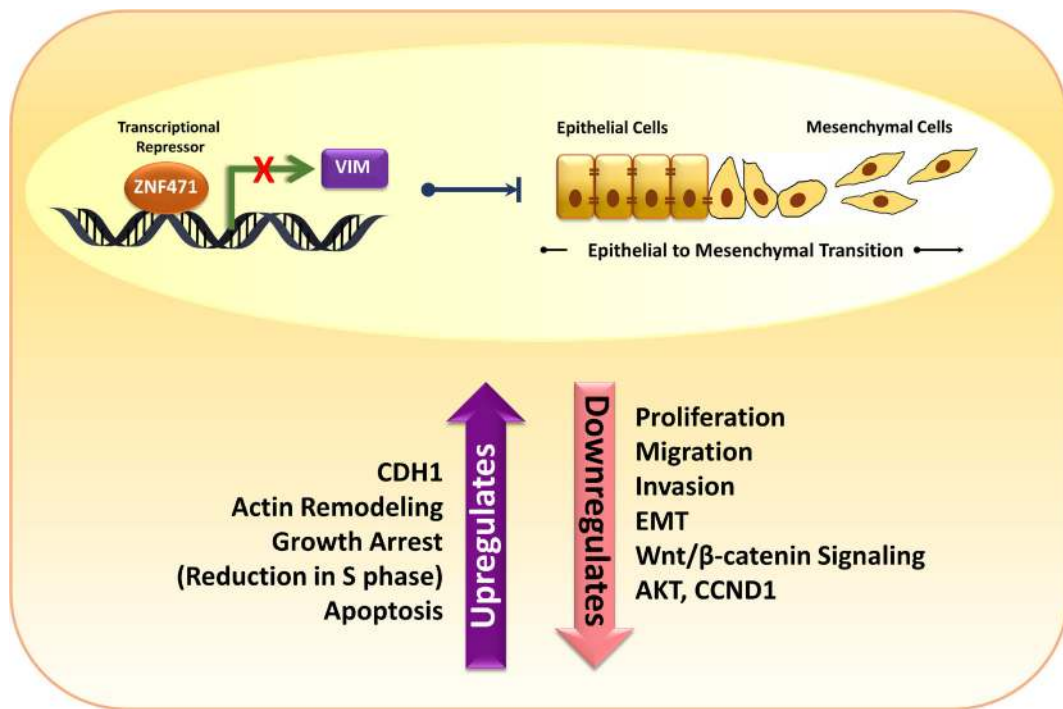 Transcriptional
Repressor
ZNF471
X
VIM
Epithelial Cells
Mesenchymal Cells
Epithelial to Mesenchymal Transition
Upregulates
CDH1
Actin Remodeling
Growth Arrest
(Reduction in S phase)
Apoptosis
Downregulates
Proliferation
Migration
Invasion
EMT
Wnt/β-catenin Signaling
AKT, CCND1